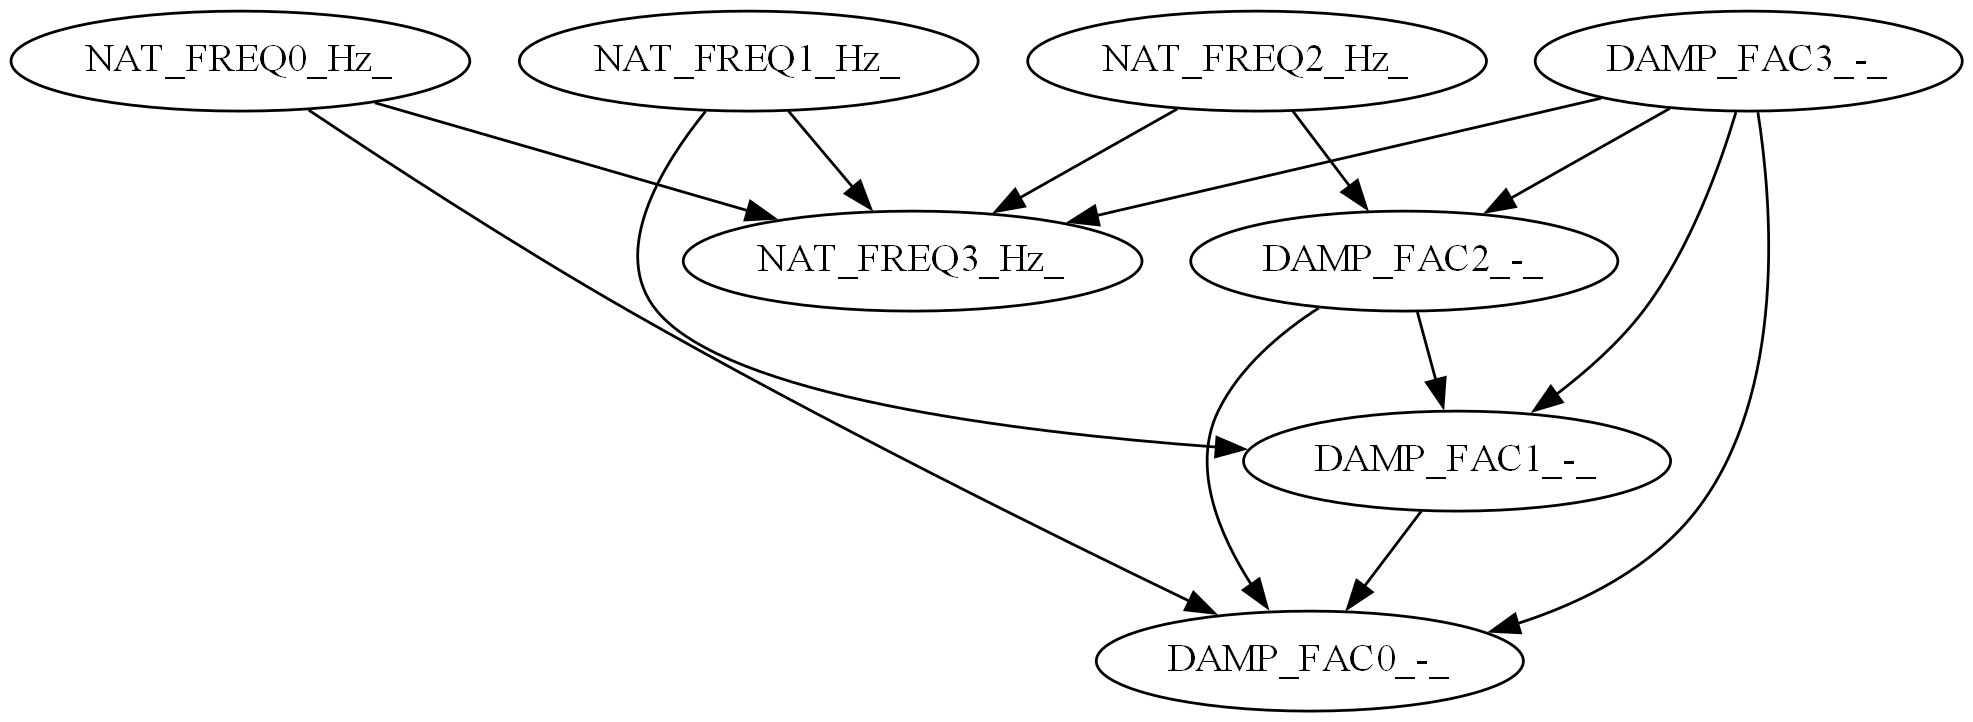 NAT_FREQ0_Hz_
NAT_FREQ1_Hz_
NAT_FREQ2_Hz_
DAMP_FAC3_-_
NAT_FREQ3_Hz_
DAMP_FAC2_-_
DAMP_FAC1_-_
DAMP_FAC0_-_